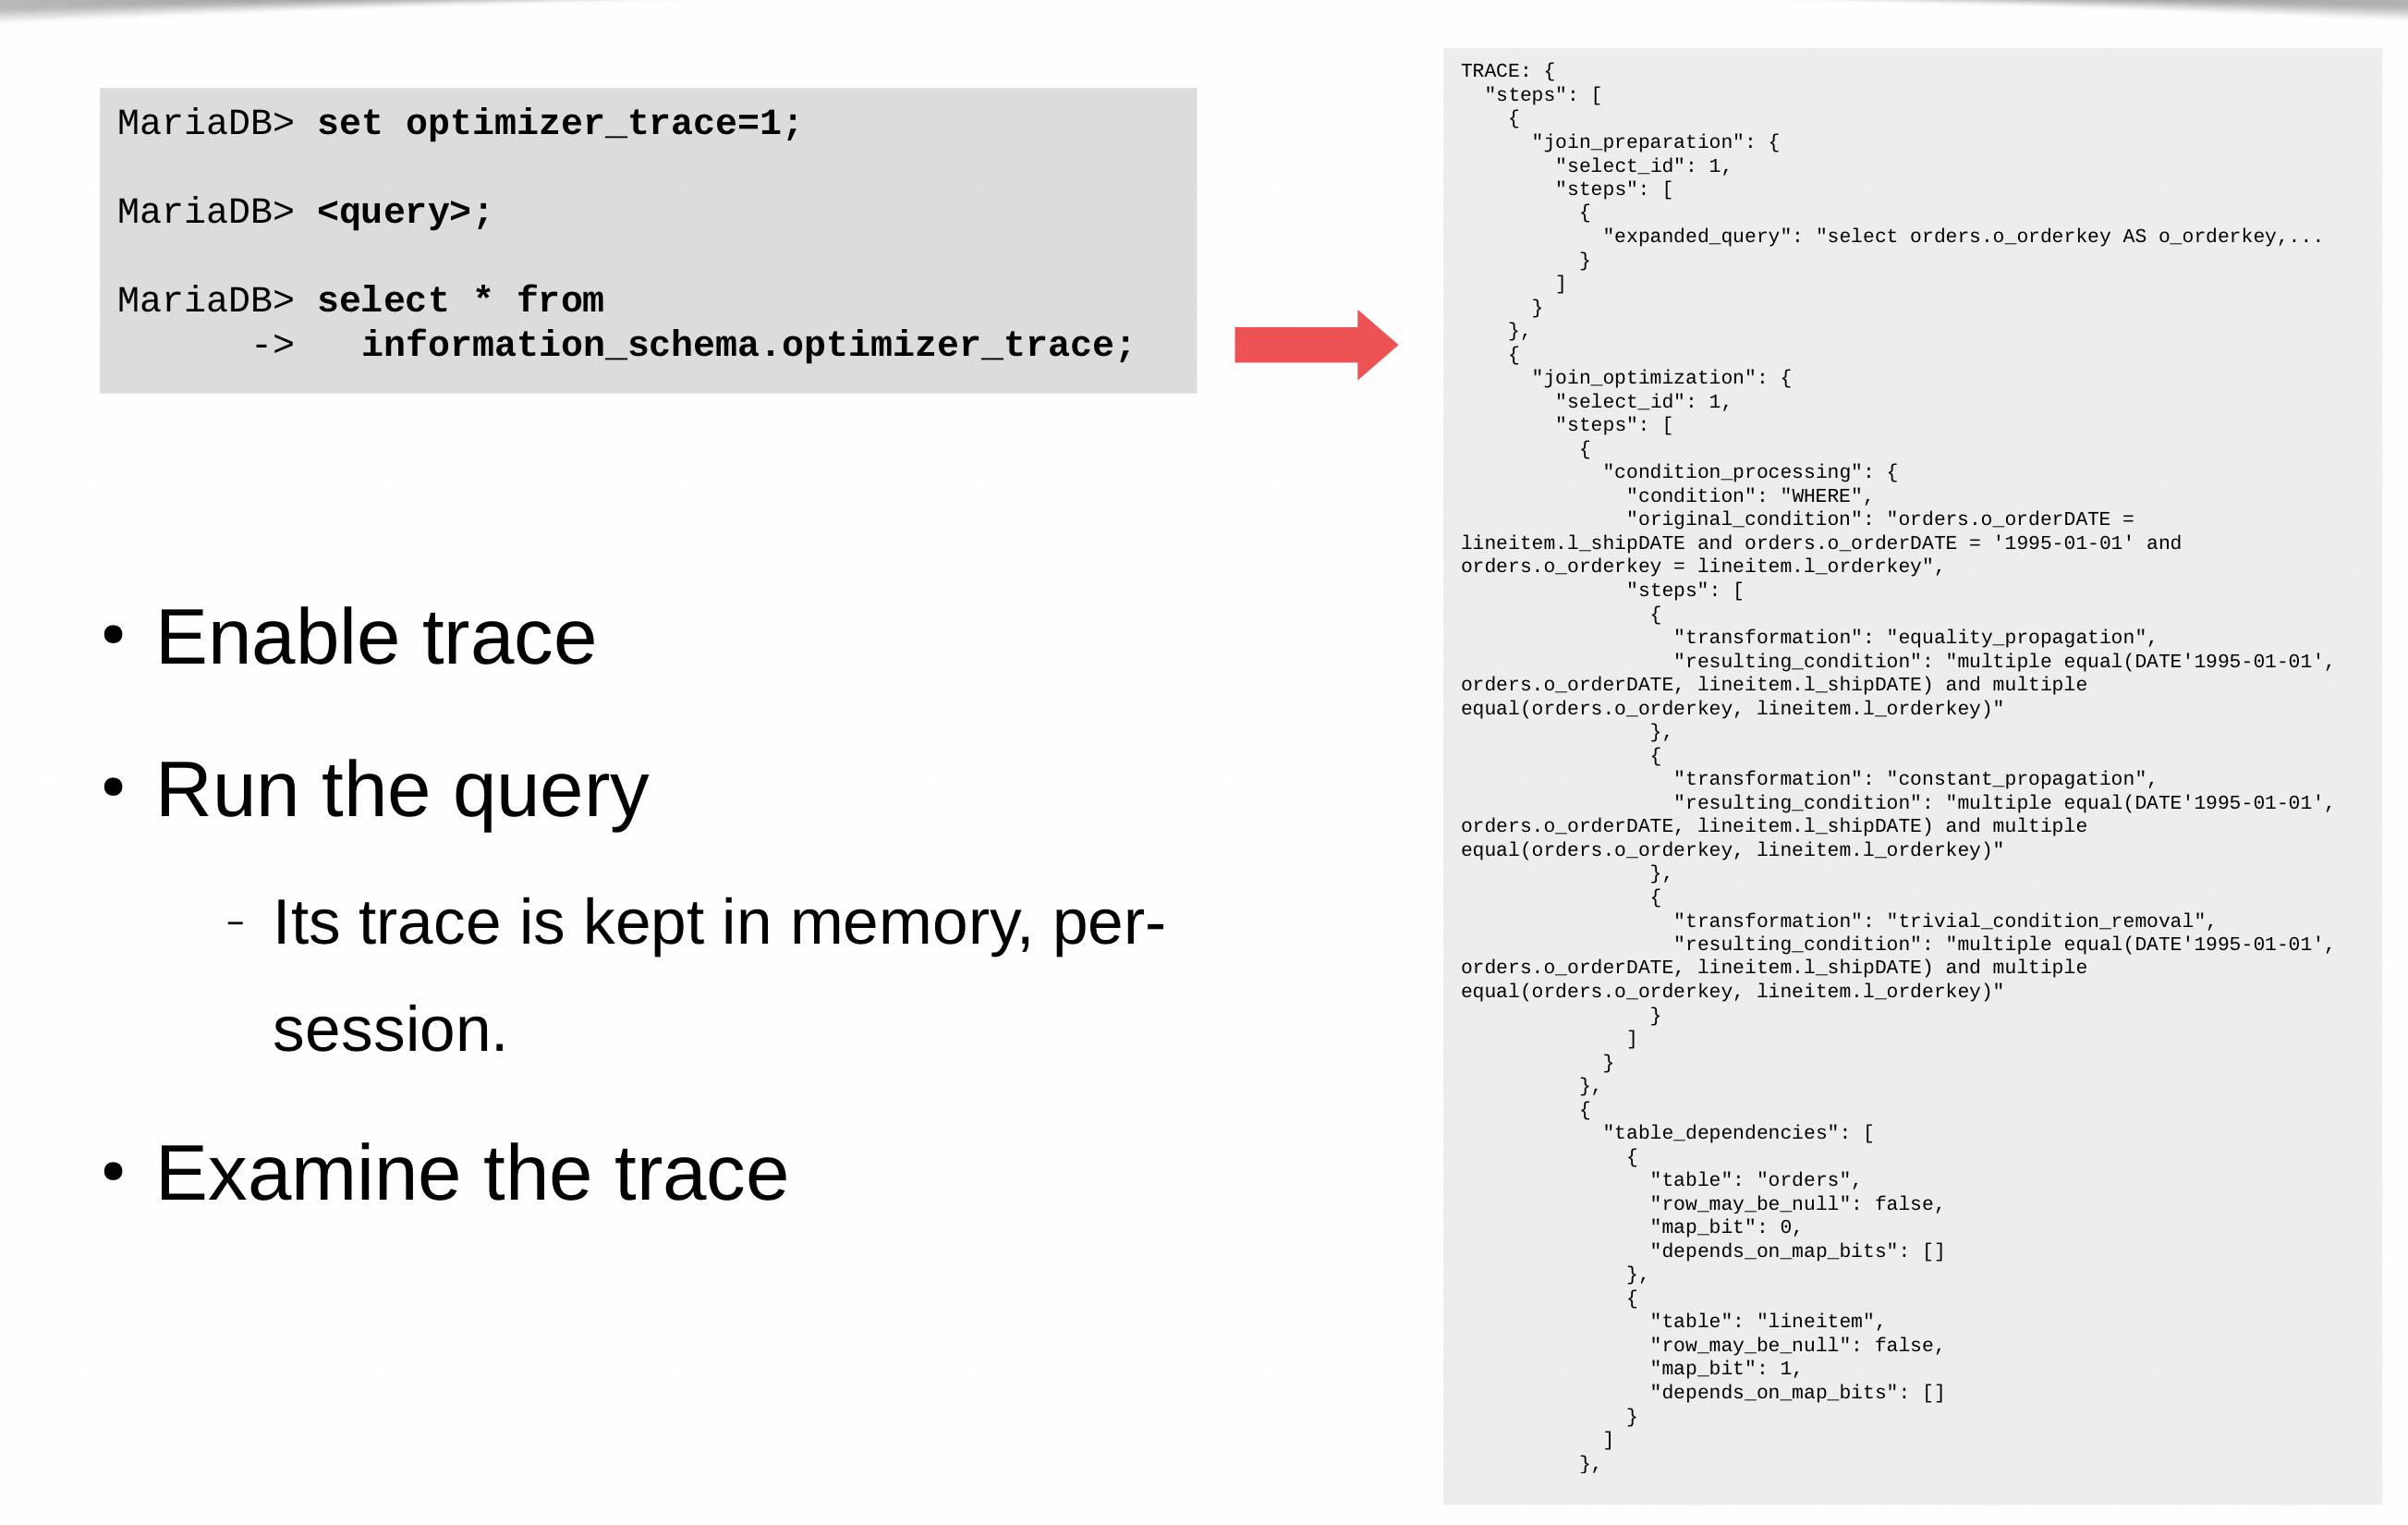 MariaDB> set optimizer_trace=1;
MariaDB> <query>;
MariaDB> select * from
      ->   information_schema.optimizer_trace;
• Enable trace
• Run the query
– Its trace is kept in memory, per-
session.
• Examine the trace
TRACE: {
  "steps": [
    {
      "join_preparation": {
        "select_id": 1,
        "steps": [
          {
            "expanded_query": "select orders.o_orderkey AS o_orderkey,...
          }
        ]
      }
    },
    {
      "join_optimization": {
        "select_id": 1,
        "steps": [
          {
            "condition_processing": {
              "condition": "WHERE",
              "original_condition": "orders.o_orderDATE =
lineitem.l_shipDATE and orders.o_orderDATE = '1995-01-01' and
orders.o_orderkey = lineitem.l_orderkey",
              "steps": [
                {
                  "transformation": "equality_propagation",
                  "resulting_condition": "multiple equal(DATE'1995-01-01',
orders.o_orderDATE, lineitem.l_shipDATE) and multiple
equal(orders.o_orderkey, lineitem.l_orderkey)"
                },
                {
                  "transformation": "constant_propagation",
                  "resulting_condition": "multiple equal(DATE'1995-01-01',
orders.o_orderDATE, lineitem.l_shipDATE) and multiple
equal(orders.o_orderkey, lineitem.l_orderkey)"
                },
                {
                  "transformation": "trivial_condition_removal",
                  "resulting_condition": "multiple equal(DATE'1995-01-01',
orders.o_orderDATE, lineitem.l_shipDATE) and multiple
equal(orders.o_orderkey, lineitem.l_orderkey)"
                }
              ]
            }
          },
          {
            "table_dependencies": [
              {
                "table": "orders",
                "row_may_be_null": false,
                "map_bit": 0,
                "depends_on_map_bits": []
              },
              {
                "table": "lineitem",
                "row_may_be_null": false,
                "map_bit": 1,
                "depends_on_map_bits": []
              }
            ]
          },